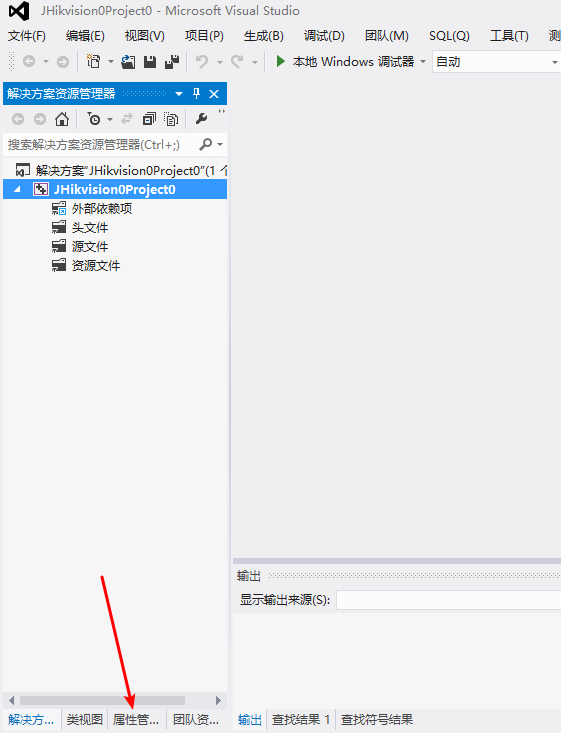 JHikvision0Project0 - Microsoft Visual Studio
文件(F) 编辑(E) 视图(V) 项目(P) 生成(B) 调试(D) 团队(M) SQL(Q) 工具(T) 测
本地 Windows 调试器 自动
解决方案资源管理器
搜索解决方案资源管理器(Ctrl+;)
解决方案"JHikvision0Project0"(1 个
JHikvision0Project0
外部依赖项
头文件
源文件
资源文件
输出
显示输出来源(S):
解决方... 类视图 属性管... 团队资... 输出 查找结果 1 查找符号结果